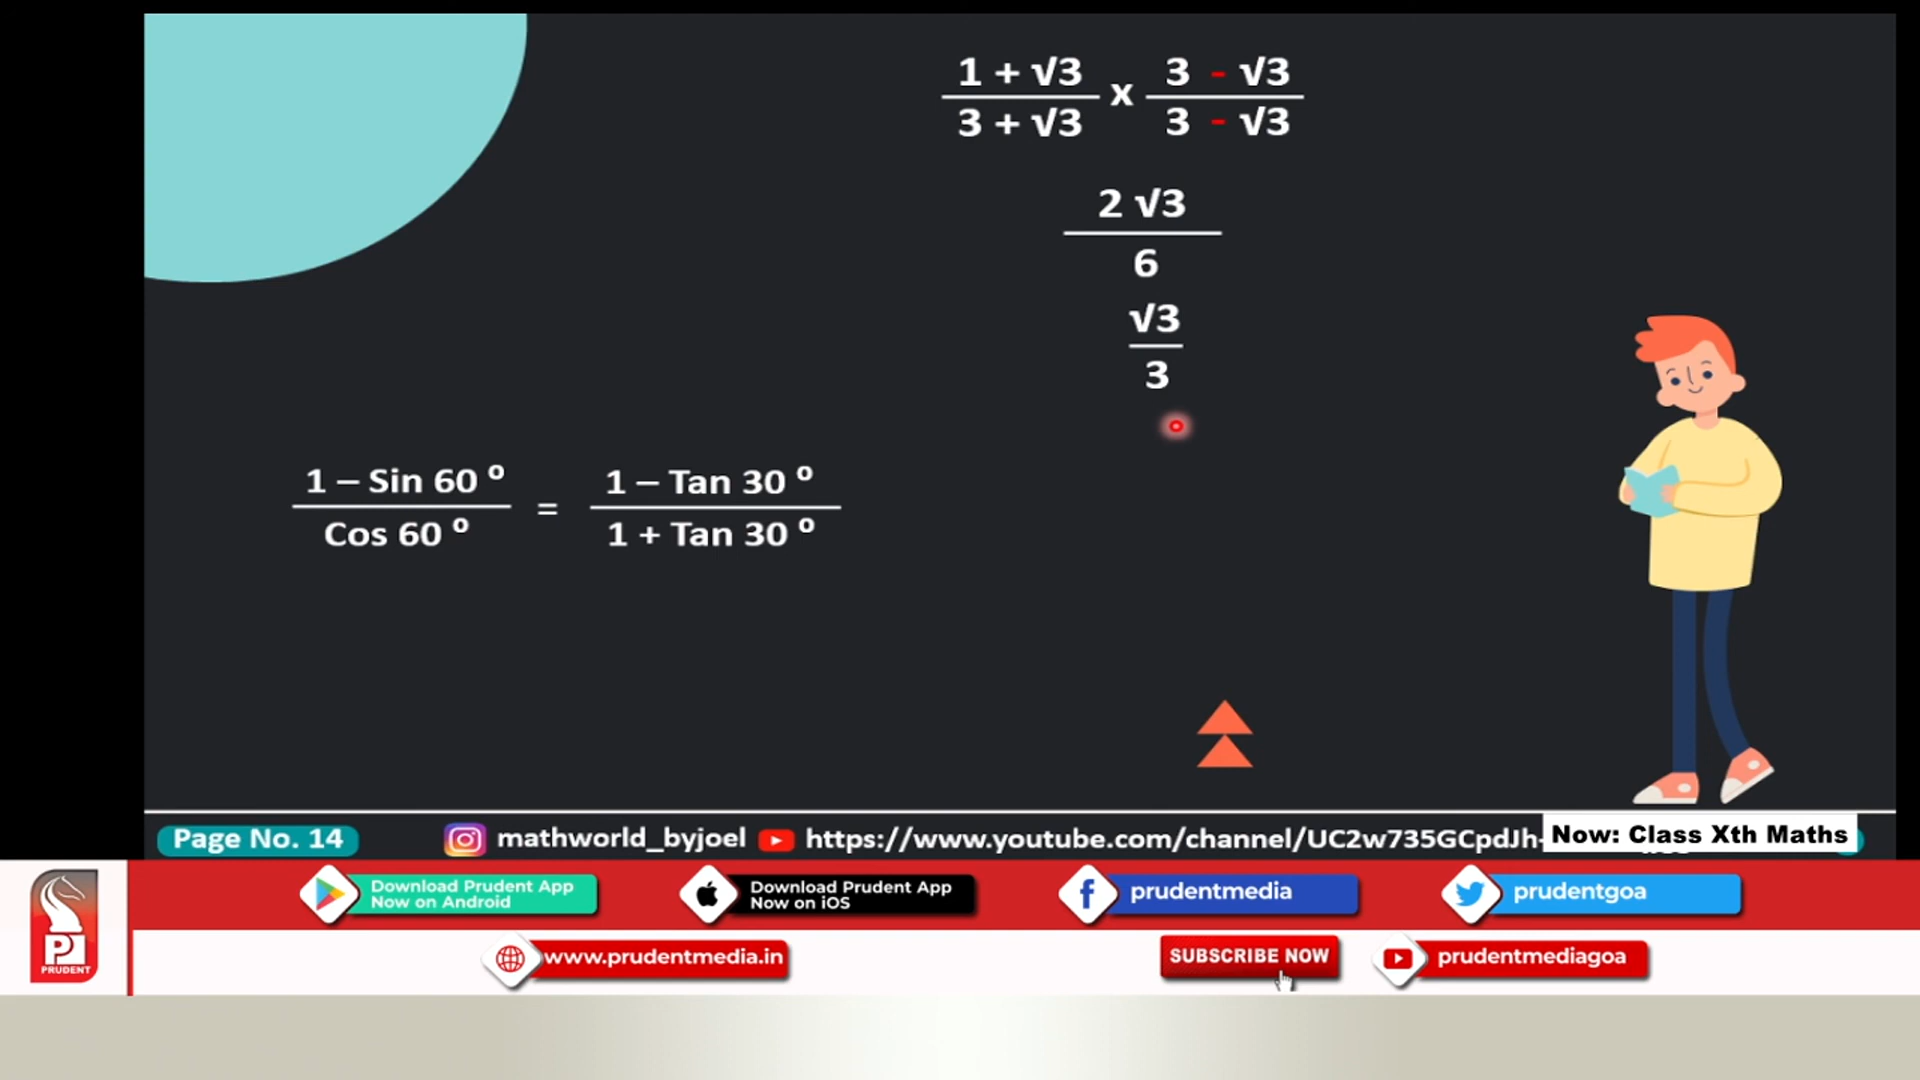 1 + √3 x 3 - √3
3 + √3 3 - √3
2 √3
6
√3
3
1 – Sin 60 º = 1 – Tan 30 º
Cos 60 º 1 + Tan 30 º
Page No. 14 mathworld_byjoel https://www.youtube.com/channel/UC2w735GCpdJh-
Now: Class Xth Maths
Download Prudent App
Now on Android
Download Prudent App
Now on iOS
prudentmedia
prudentgoa
PRUDENT
www.prudentmedia.in
SUBSCRIBE NOW
prudentmediagoa